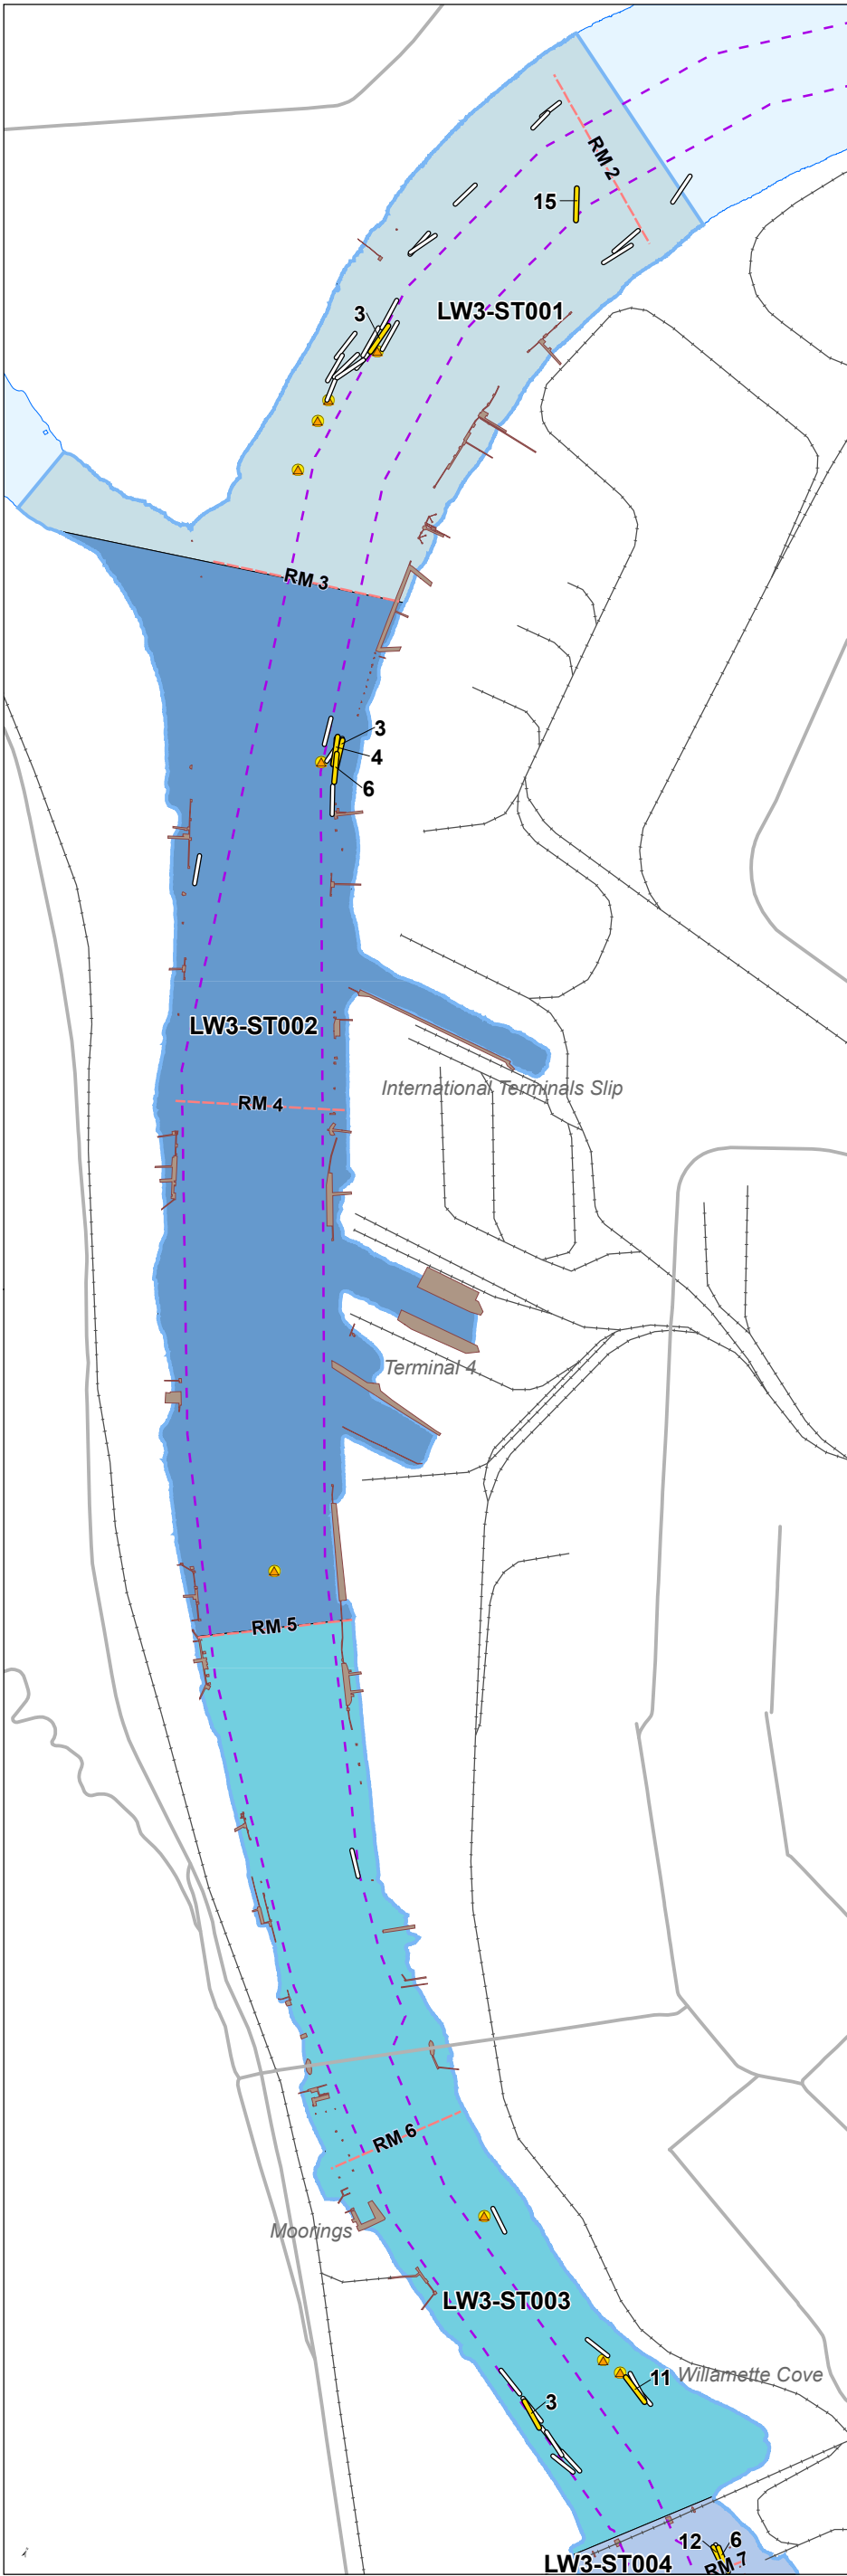 RM 2
15
LW3-ST001
3
RM 3
3
4
6
LW3-ST002
International Terminals Slip
RM 4
Terminal 4
RM 5
RM 6
Moorings
LW3-ST003
Willamette Cove
11
3
12
6
LW3-ST004
RM 7